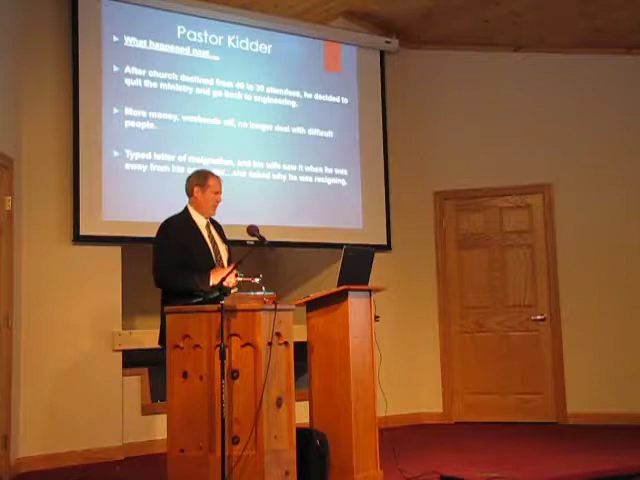 Pastor Kidder
What happened next....
After church declined from 40 to 30 attendees, he decided to
quit the ministry and go back to engineering.
More money, weekends off, no longer deal with difficult
people.
Typed letter of resignation, and his wife saw it when he was
away from his ...she asked why he was resigning.